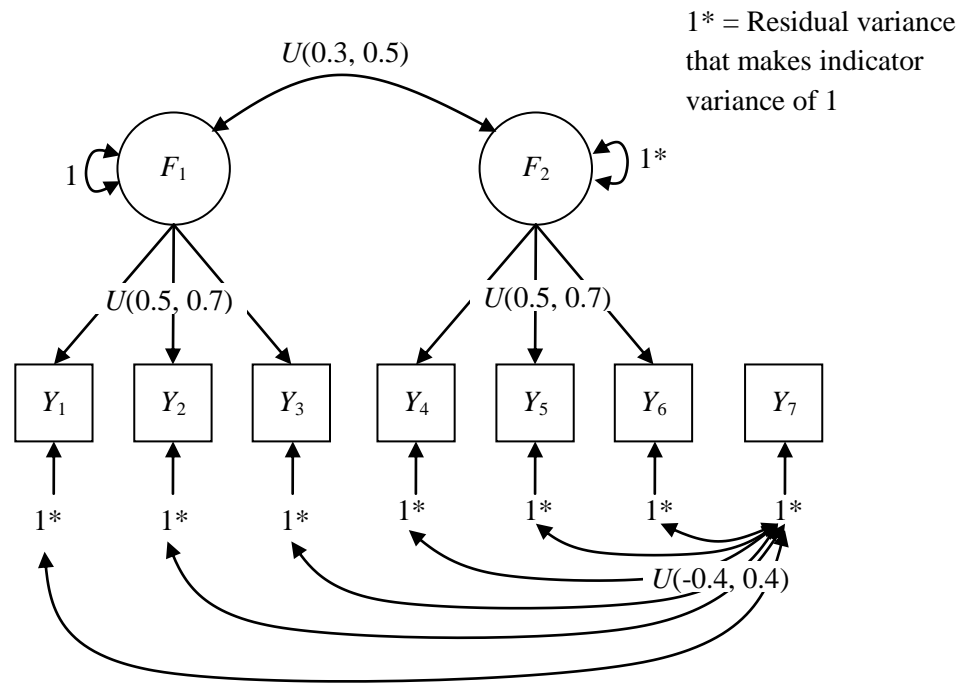 1* = Residual variance
that makes indicator
variance of 1
U(0.3, 0.5)
1
F1
F2
1*
U(0.5, 0.7)
U(0.5, 0.7)
Y1
Y2
Y3
Y4
Y5
Y6
Y7
1*
1*
1*
1*
1*
1*
1*
U(-0.4, 0.4)